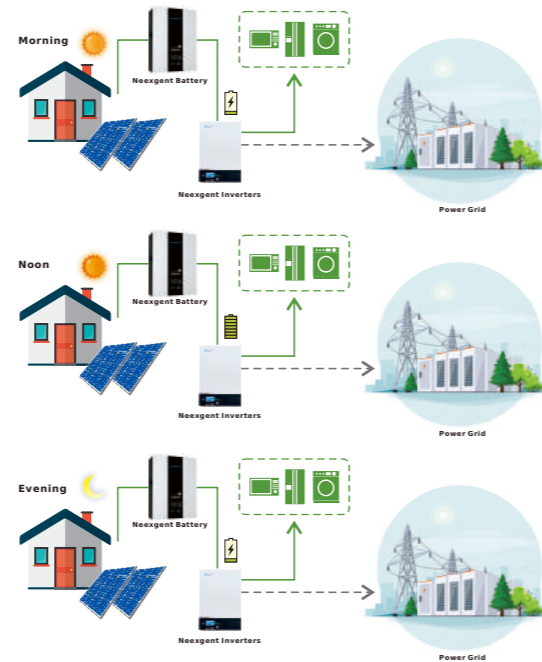 Morning
Neexgent Battery
Neexgent Inverters
Power Grid
Noon
Neexgent Battery
Neexgent Inverters
Power Grid
Evening
Neexgent Battery
Neexgent Inverters
Power Grid